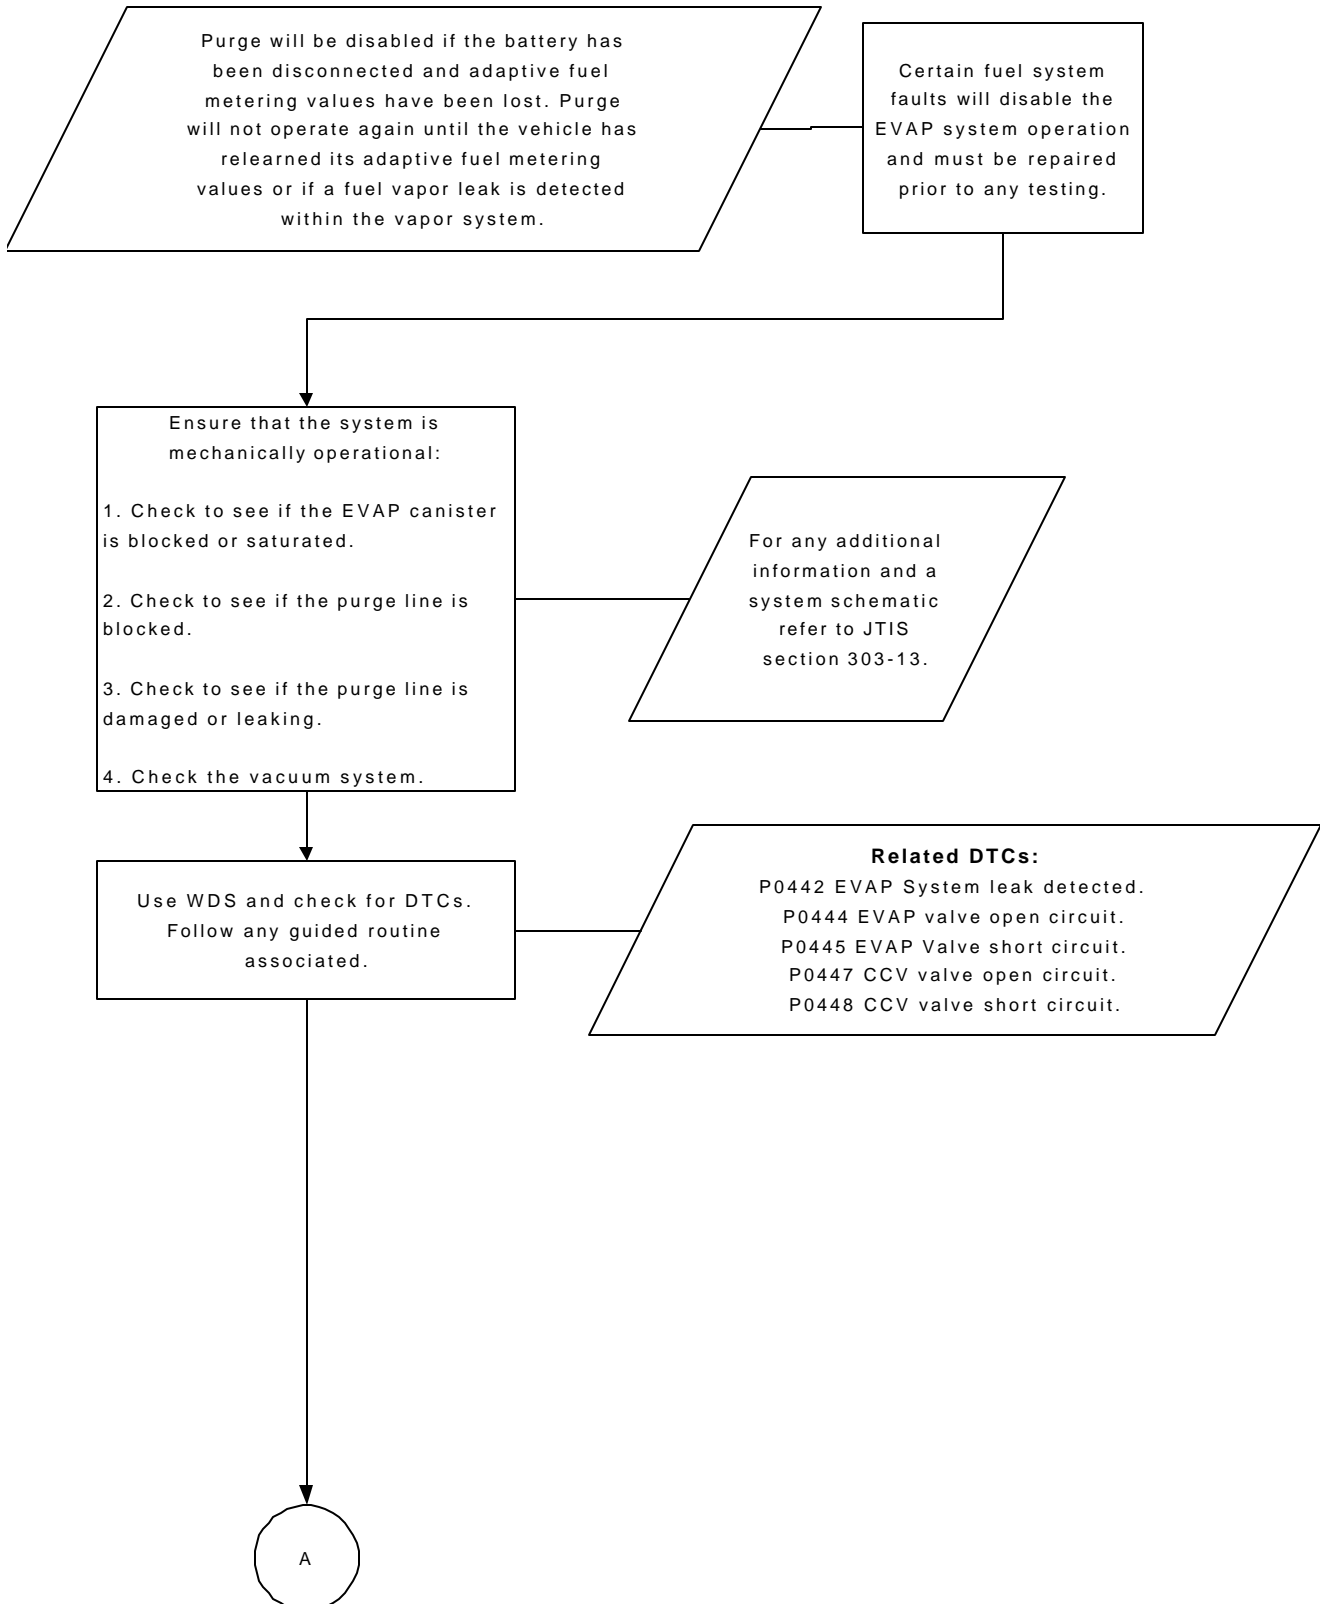 Purge will be disabled if the battery has
been disconnected and adaptive fuel
metering values have been lost. Purge
will not operate again until the vehicle has
relearned its adaptive fuel metering
values or if a fuel vapor leak is detected
within the vapor system.
Certain fuel system
faults will disable the
EVAP system operation
and must be repaired
prior to any testing.
Ensure that the system is
mechanically operational:
1. Check to see if the EVAP canister
is blocked or saturated.
2. Check to see if the purge line is
blocked.
3. Check to see if the purge line is
damaged or leaking.
4. Check the vacuum system.
For any additional
information and a
system schematic
refer to JTIS
section 303-13.
Use WDS and check for DTCs.
Follow any guided routine
associated.
Related DTCs:
P0442 EVAP System leak detected.
P0444 EVAP valve open circuit.
P0445 EVAP Valve short circuit.
P0447 CCV valve open circuit.
P0448 CCV valve short circuit.
A